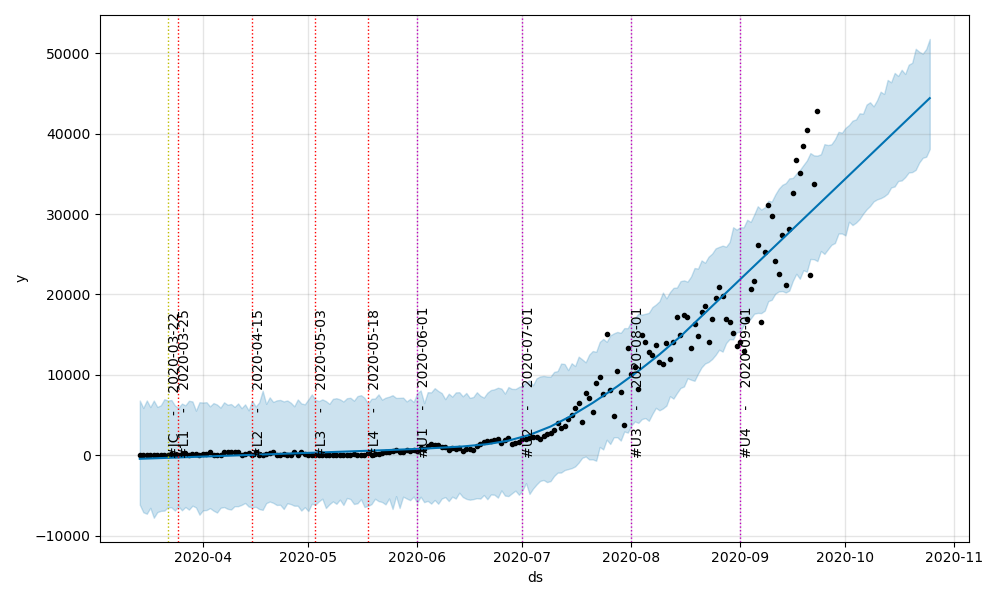 50000
40000
30000
20000
10000
0
−10000
y
#JC - 2020-03-22
#L1 - 2020-03-25
#L2 - 2020-04-15
#L3 - 2020-05-03
#L4 - 2020-05-18
#U1 - 2020-06-01
#U2 - 2020-07-01
#U3 - 2020-08-01
#U4 - 2020-09-01
2020-04 2020-05 2020-06 2020-07 2020-08 2020-09 2020-10 2020-11
ds